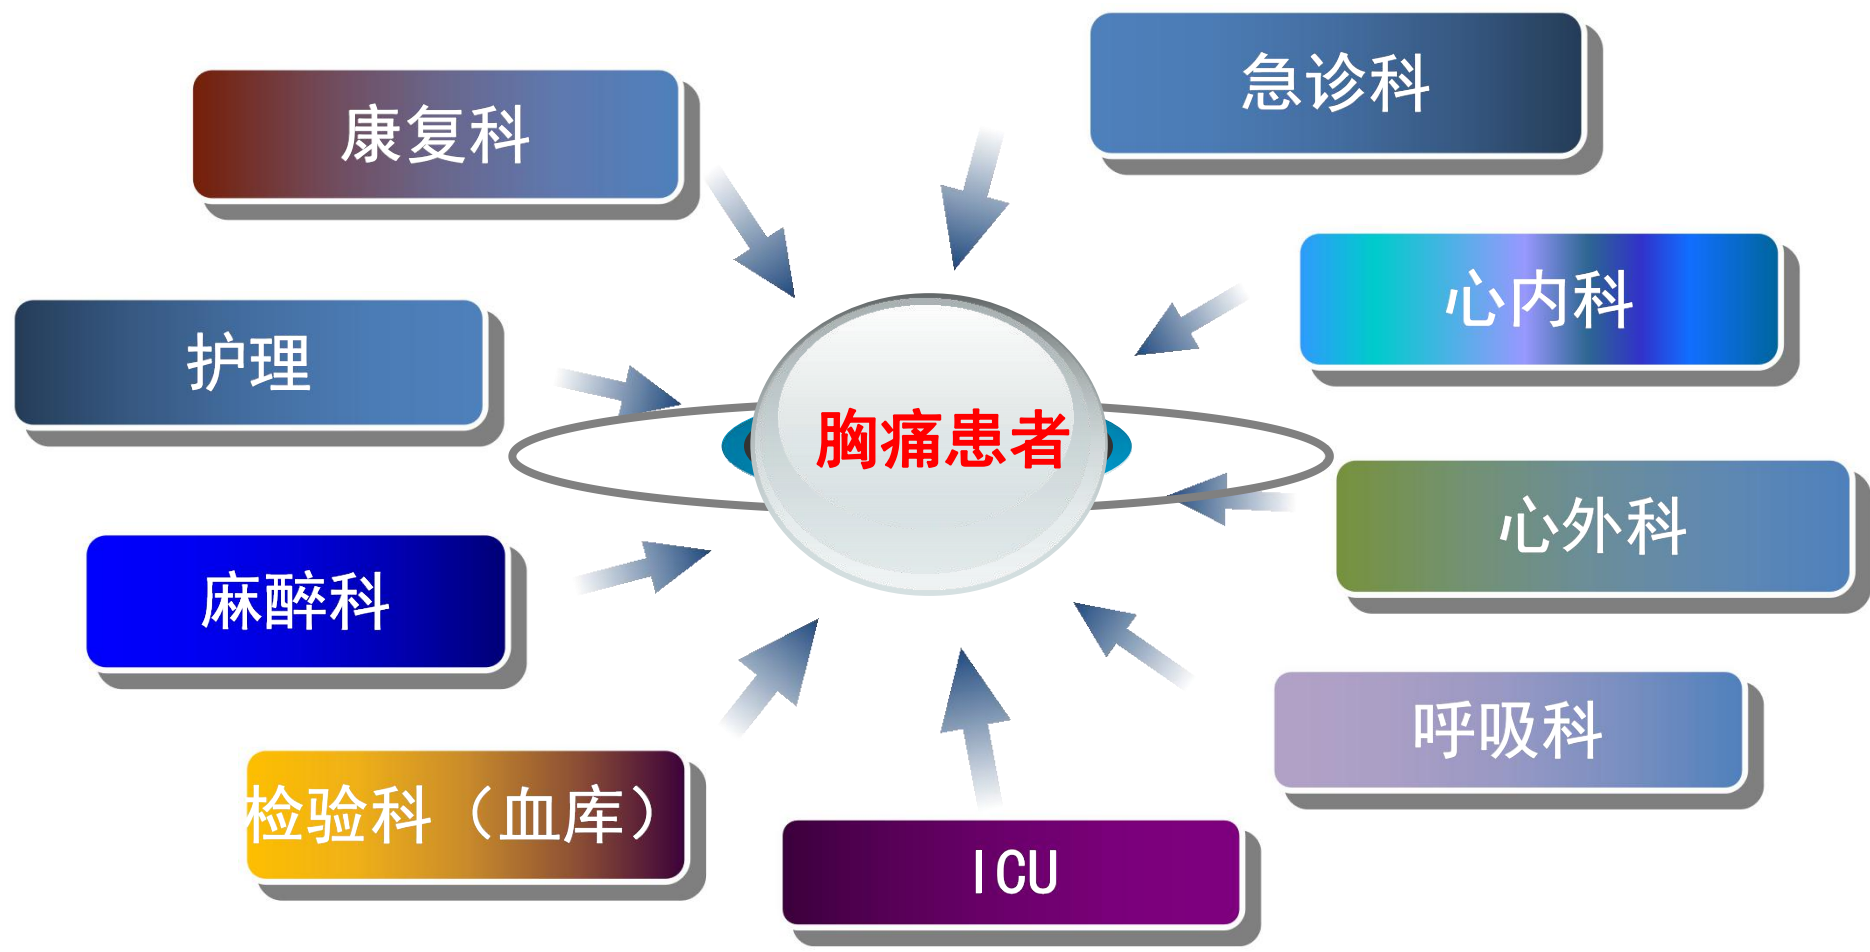 急诊科
康复科
心内科
护理
胸痛患者
心外科
麻醉科
呼吸科
检验科（血库）
ICU